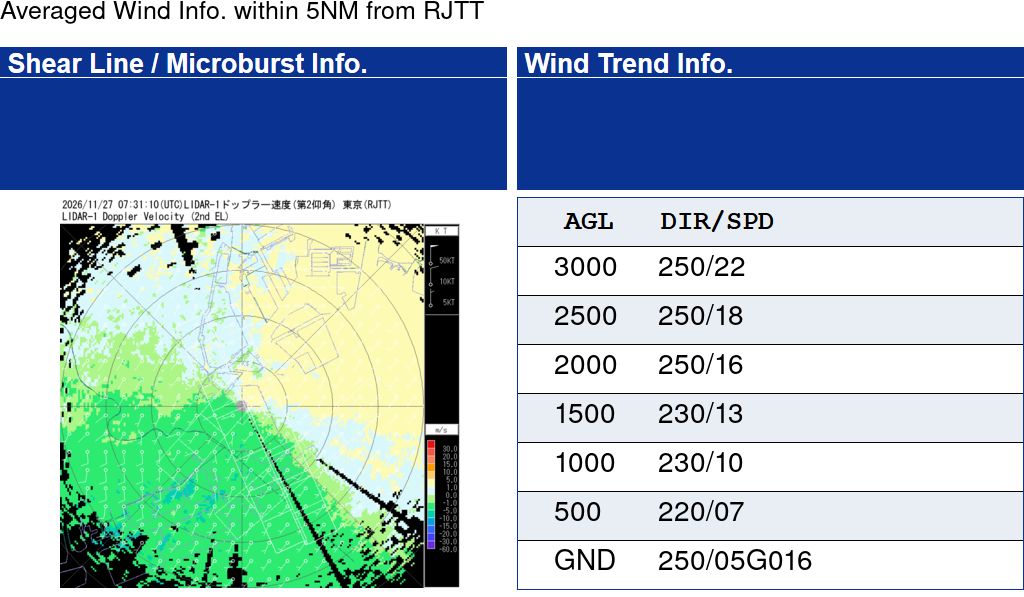 Averaged Wind Info. within 5NM from RJTT
Shear Line / Microburst Info.
Wind Trend Info.
2026/11/27 07:31:10(UTC)LIDAR-1ドップラー速度(第2仰角) 東京(RJTT)
LIDAR-1 Doppler Velocity (2nd EL)
KT
50KT
10KT
5KT
m/s
30.0
20.0
15.0
10.0
5.0
1.0
0.0
-1.0
-5.0
-10.0
-15.0
-20.0
-30.0
-60.0
AGL DIR/SPD
3000 250/22
2500 250/18
2000 250/16
1500 230/13
1000 230/10
500 220/07
GND 250/05G016